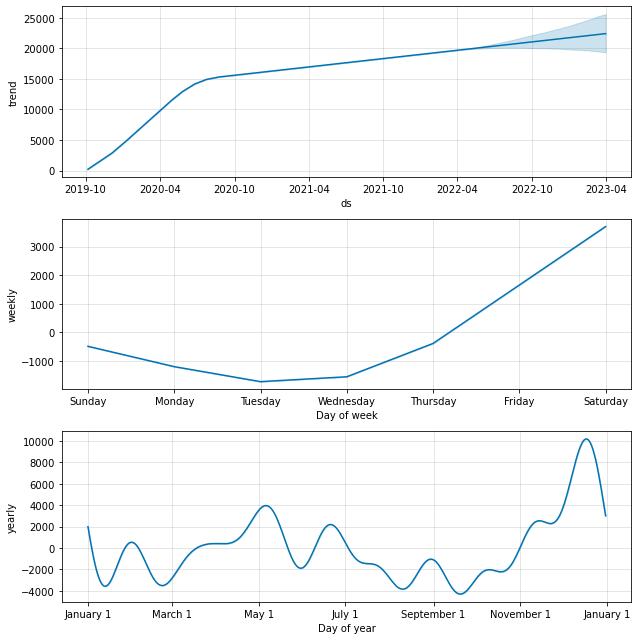 25000
20000
15000
10000
5000
0
trend
2019-10 2020-04 2020-10 2021-04 2021-10 2022-04 2022-10 2023-04
ds
3000
2000
1000
0
−1000
weekly
Sunday Monday Tuesday Wednesday Thursday Friday Saturday
Day of week
10000
8000
6000
4000
2000
0
−2000
−4000
yearly
January 1 March 1 May 1 July 1 September 1 November 1 January 1
Day of year